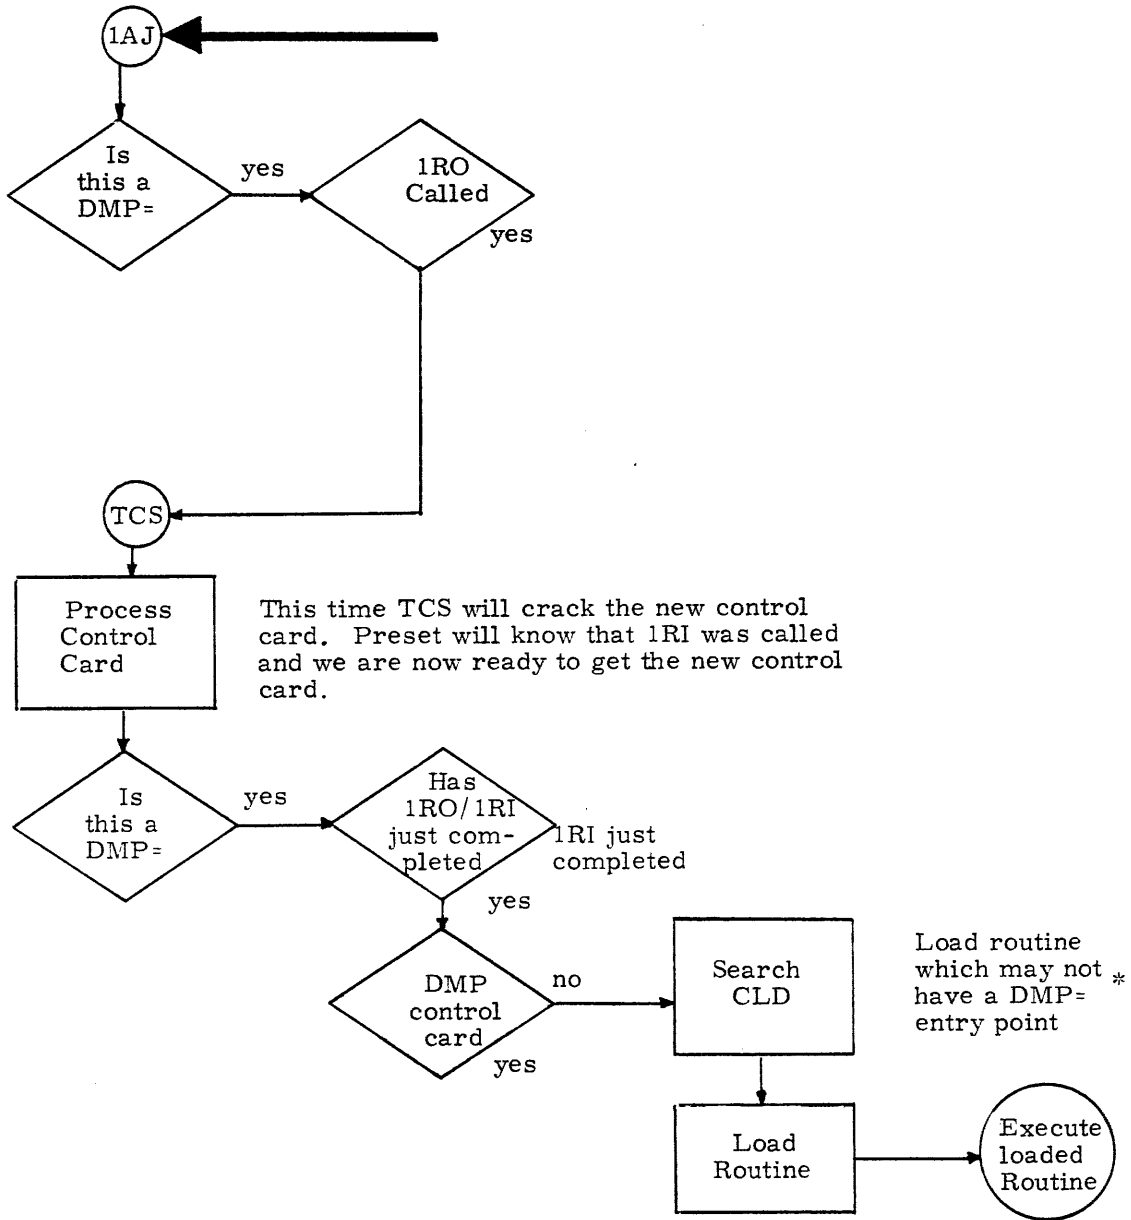 1AJ
Is
this a
DMP=
yes
1RO
Called
yes
TCS
Process
Control
Card
This time TCS will crack the new control
card. Preset will know that 1RI was called
and we are now ready to get the new control
card.
Is
this a
DMP=
yes
Has
1RO/1RI
just com-
pleted
1RI just
completed
yes
DMP
control
card
yes
no
Search
CLD
Load routine
which may not *
have a DMP=
entry point
Load
Routine
Execute
loaded
Routine